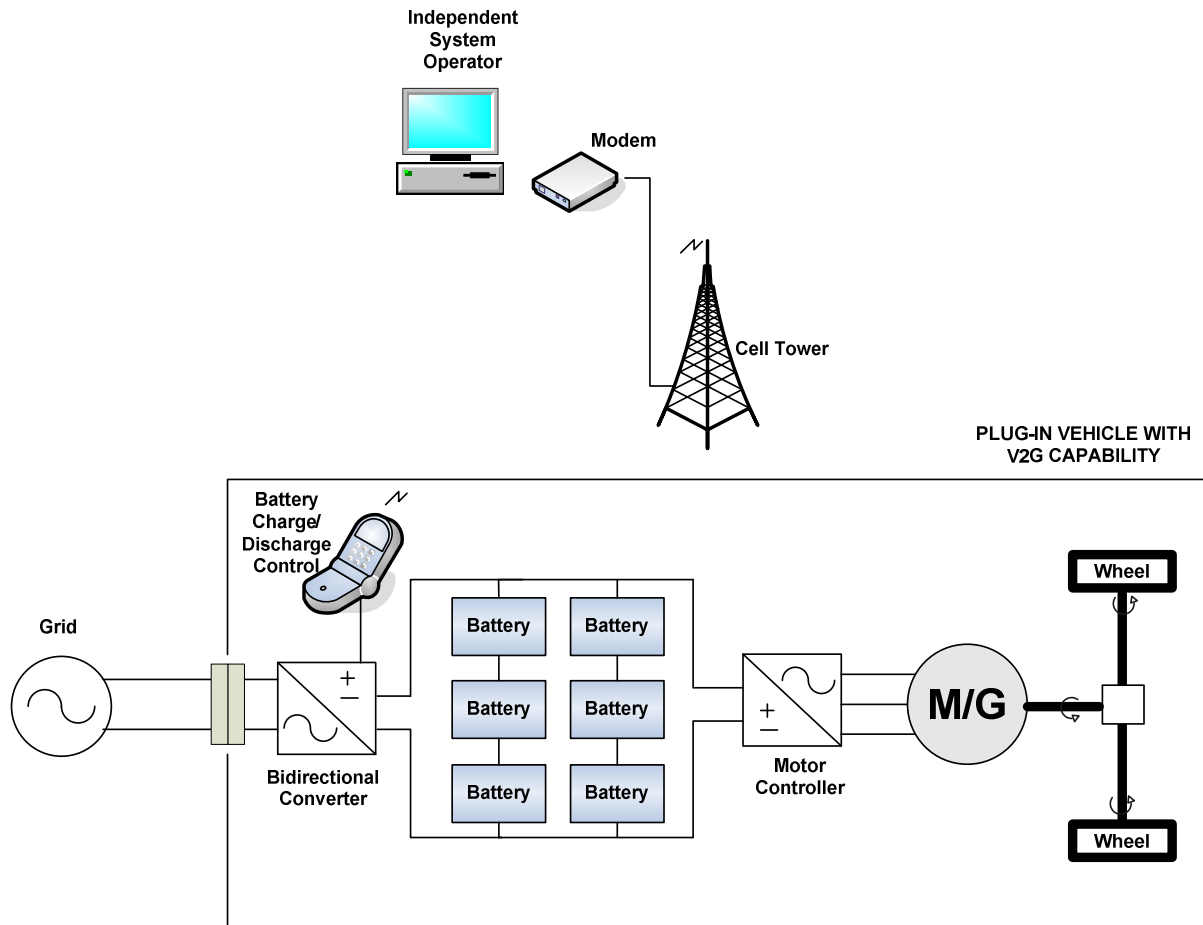 Independent
System
Operator
Modem
Cell Tower
PLUG-IN VEHICLE WITH
V2G CAPABILITY
Battery
Charge/
Discharge
Control
Wheel
Grid
Battery
Battery
Battery
Battery
Battery
Battery
+
−
+
−
M/G
Bidirectional
Converter
Motor
Controller
Wheel